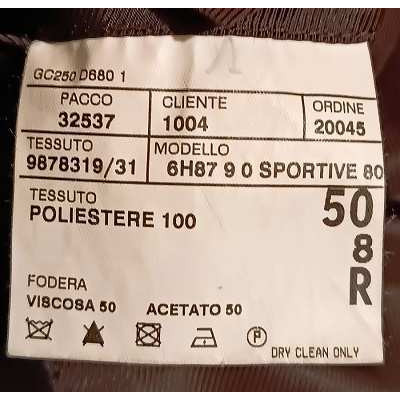 GC250 D680 1
PACCO CLIENTE ORDINE
32537 1004 20045
TESSUTO MODELLO
9878319/31 6H87 9 0 SPORTIVE 80
TESSUTO
POLIESTERE 100
50
8
R
FODERA
VISCOSA 50 ACETATO 50
P
DRY CLEAN ONLY